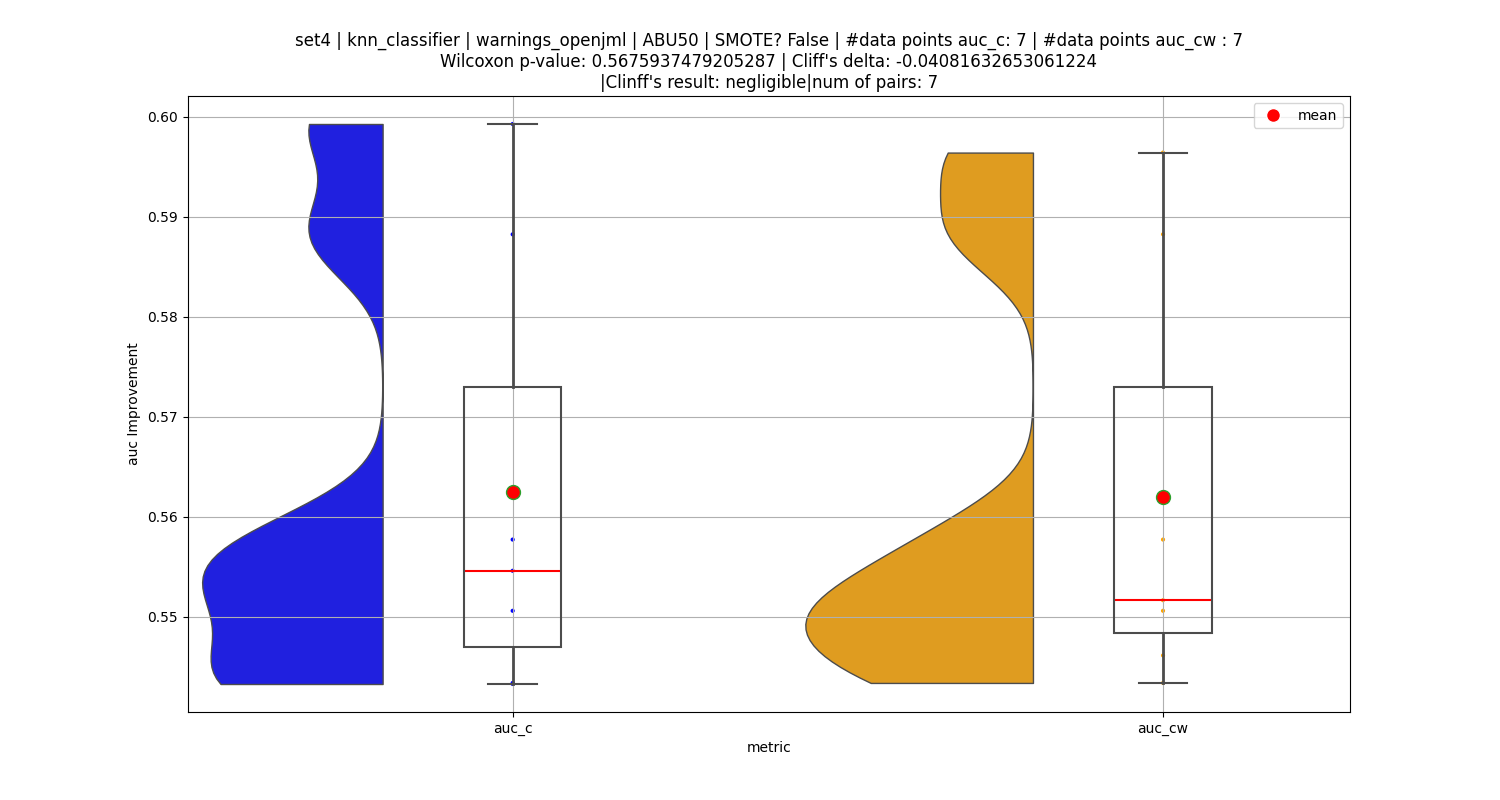 set4 | knn_classifier | warnings_openjml | ABU50 | SMOTE? False | #data points auc_c: 7 | #data points auc_cw : 7
Wilcoxon p-value: 0.5675937479205287 | Cliff's delta: -0.04081632653061224
|Clinff's result: negligible|num of pairs: 7
mean
0.60
0.59
0.58
0.57
0.56
0.55
auc Improvement
auc_c
auc_cw
metric